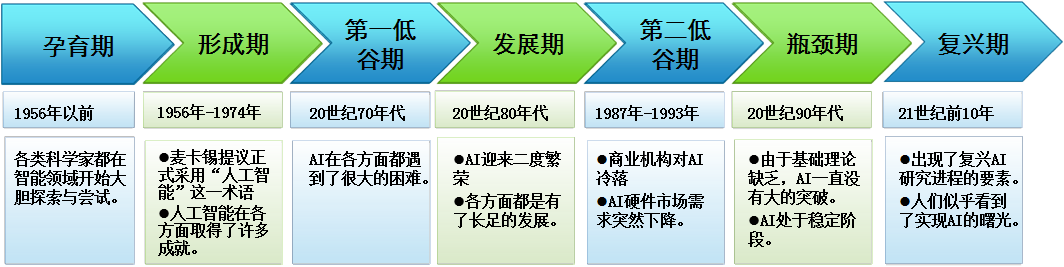 孕育期
形成期
第一低
谷期
发展期
第二低
谷期
瓶颈期
复兴期
1956年以前
1956年-1974年
20世纪70年代
20世纪80年代
1987年-1993年
20世纪90年代
21世纪前10年
各类科学家都在
智能领域开始大
胆探索与尝试。
●麦卡锡提议正
式采用“人工智
能”这一术语
●人工智能在各
方面取得了许多
成就。
AI在各方面都遇
到了很大的困难。
●AI迎来二度繁
荣
●各方面都是有
了长足的发展。
●商业机构对AI
冷落
●AI硬件市场需
求突然下降。
●由于基础理论
缺乏，AI一直没
有大的突破。
●AI处于稳定阶
段。
●出现了复兴AI
研究进程的要素。
●人们似乎看到
了实现AI的曙光。